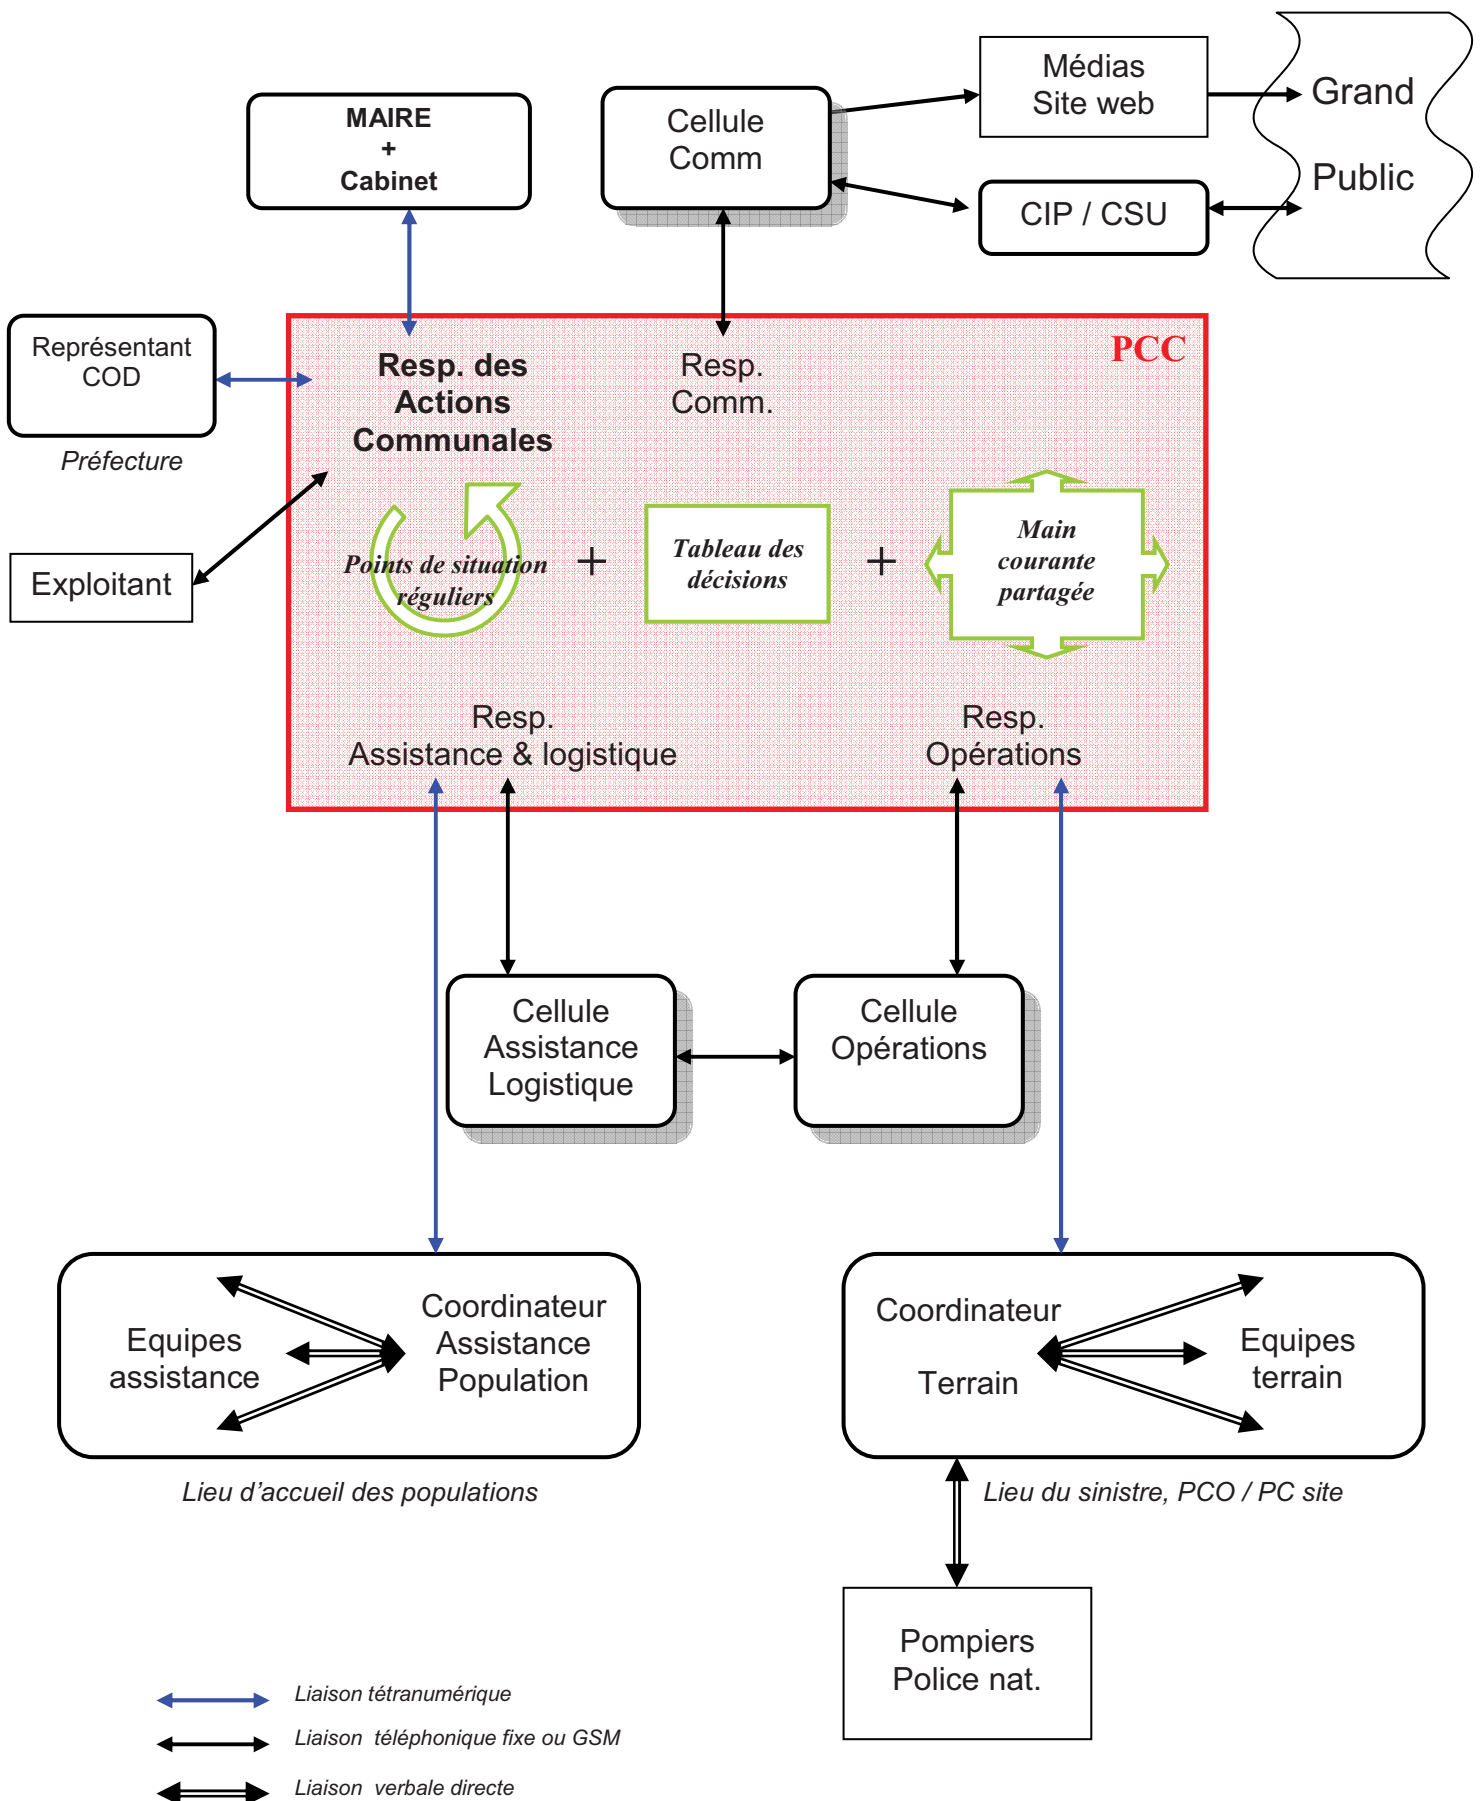 Médias
Site web
Grand
Public
MAIRE
+
Cabinet
Cellule
Comm
CIP / CSU
Représentant
COD
Préfecture
PCC
Resp. des
Actions
Communales
Resp.
Comm.
Exploitant
Points de situation
réguliers
+
Tableau des
décisions
+
Main
courante
partagée
Resp.
Assistance & logistique
Resp.
Opérations
Cellule
Assistance
Logistique
Cellule
Opérations
Equipes
assistance
Coordinateur
Assistance
Population
Coordinateur
Terrain
Equipes
terrain
Lieu d’accueil des populations
Lieu du sinistre, PCO / PC site
Pompiers
Police nat.
Liaison tétranumérique
Liaison téléphonique fixe ou GSM
Liaison verbale directe